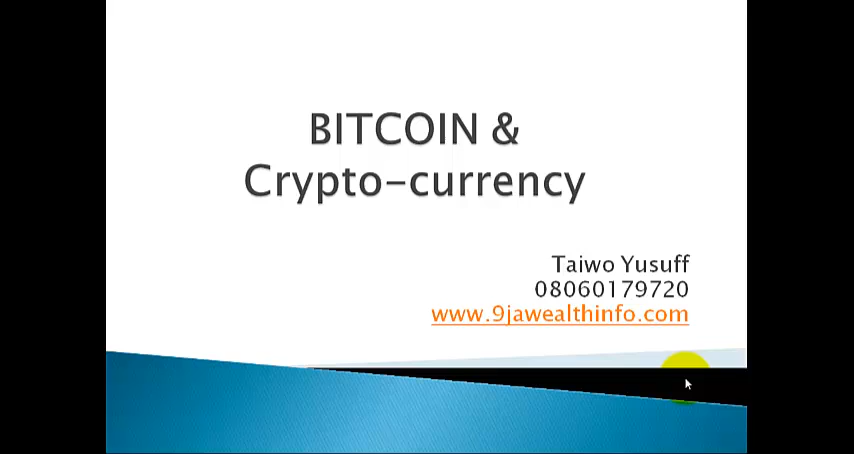 BITCOIN &
Crypto-currency
Taiwo Yusuff
08060179720
www.9jawealthinfo.com